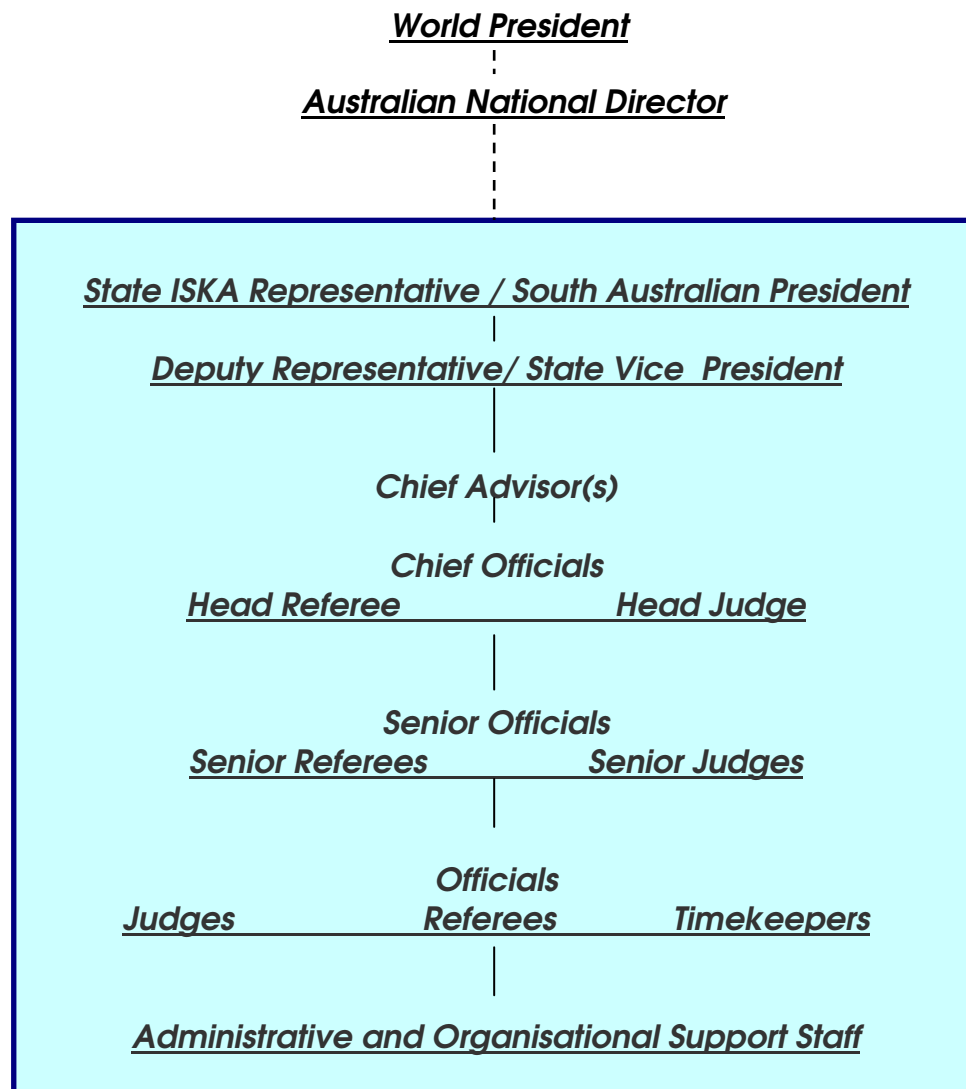 World President
Australian National Director
State ISKA Representative / South Australian President
Deputy Representative/ State Vice  President
Chief Advisor(s)
Chief Officials
Head Referee Head Judge
Senior Officials
Senior Referees Senior Judges
Officials
Judges Referees Timekeepers
Administrative and Organisational Support Staff